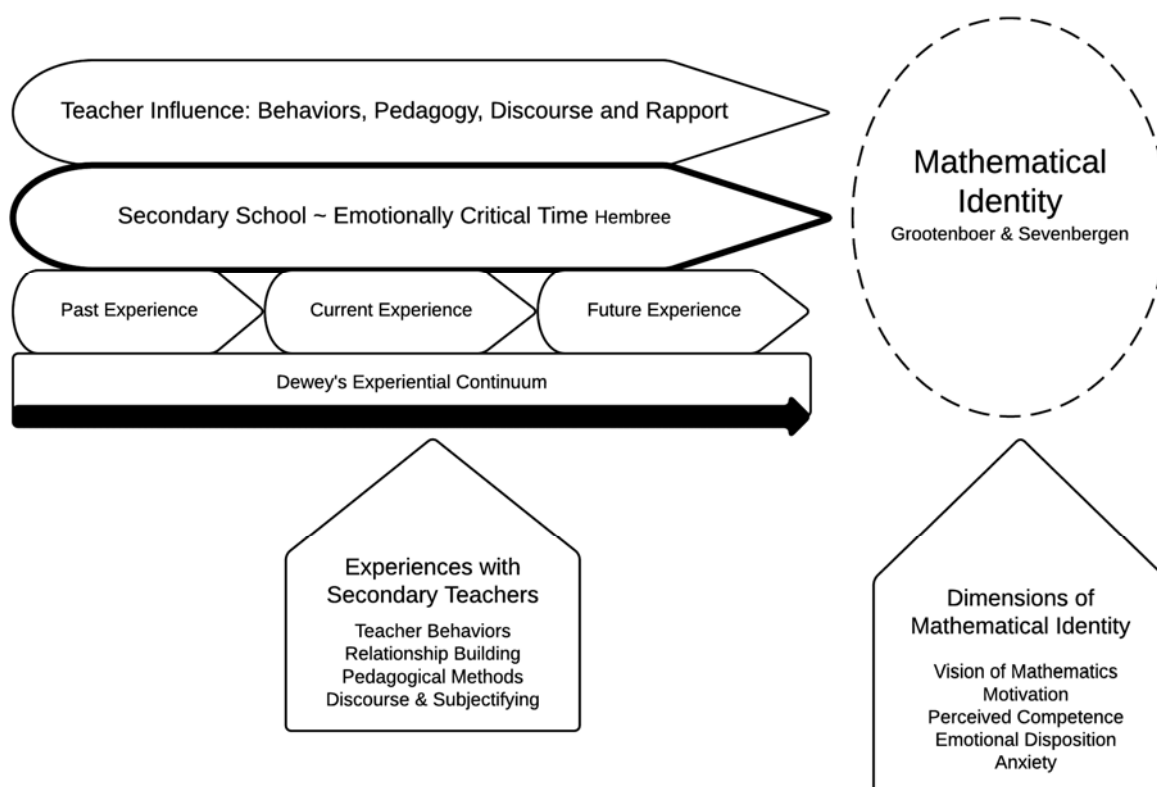 Teacher Influence: Behaviors, Pedagogy, Discourse and Rapport
Secondary School ~ Emotionally Critical Time Hembree
Past Experience
Current Experience
Future Experience
Dewey's Experiential Continuum
Mathematical
Identity
Grootenboer & Sevenbergen
Experiences with
Secondary Teachers
Teacher Behaviors
Relationship Building
Pedagogical Methods
Discourse & Subjectifying
Dimensions of
Mathematical Identity
Vision of Mathematics
Motivation
Perceived Competence
Emotional Disposition
Anxiety